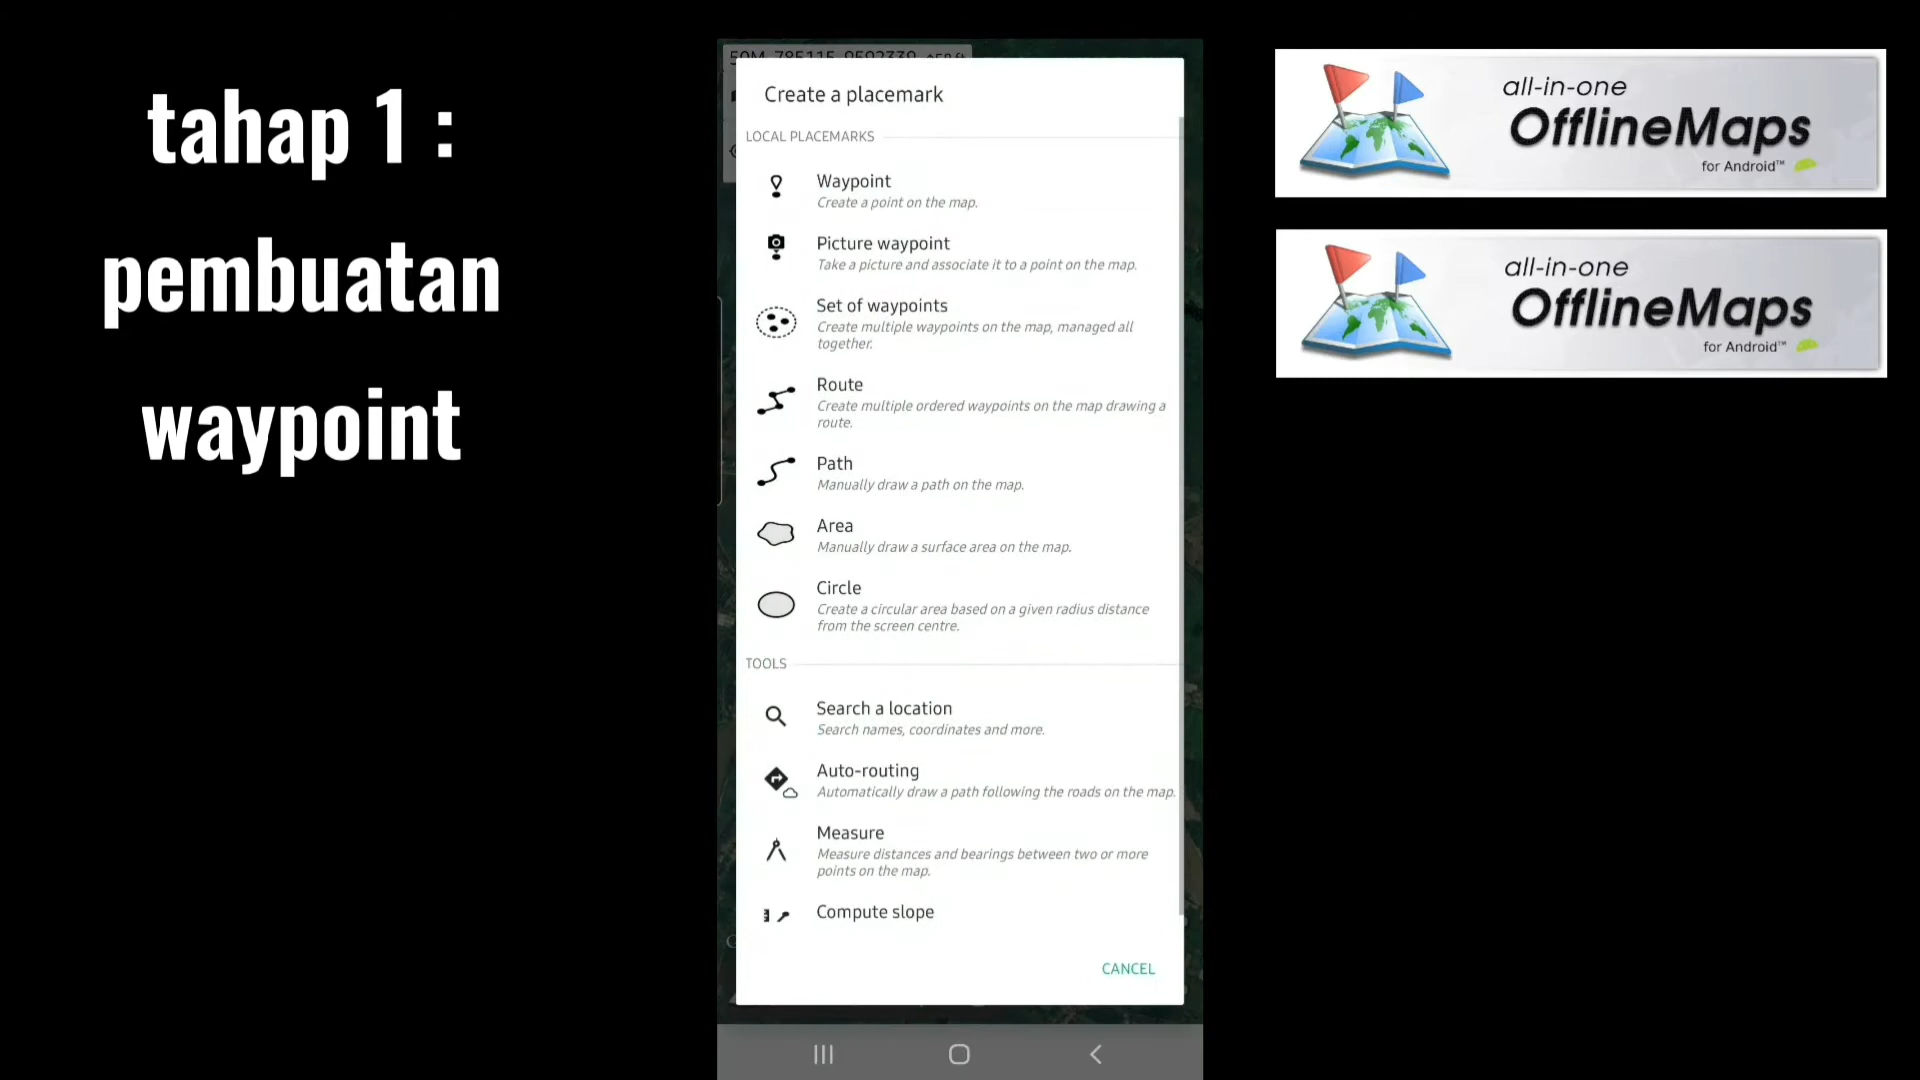 tahap 1 :
pembuatan
waypoint
50M 785115 9592339
Create a placemark
LOCAL PLACEMARKS
Waypoint
Create a point on the map.
Picture waypoint
Take a picture and associate it to a point on the map.
Set of waypoints
Create multiple waypoints on the map, managed all
together.
Route
Create multiple ordered waypoints on the map drawing a
route.
Path
Manually draw a path on the map.
Area
Manually draw a surface area on the map.
Circle
Create a circular area based on a given radius distance
from the screen centre.
TOOLS
Search a location
Search names, coordinates and more.
Auto-routing
Automatically draw a path following the roads on the map.
Measure
Measure distances and bearings between two or more
points on the map.
Compute slope
CANCEL
all-in-one
OfflineMaps
for Android™
all-in-one
OfflineMaps
for Android™